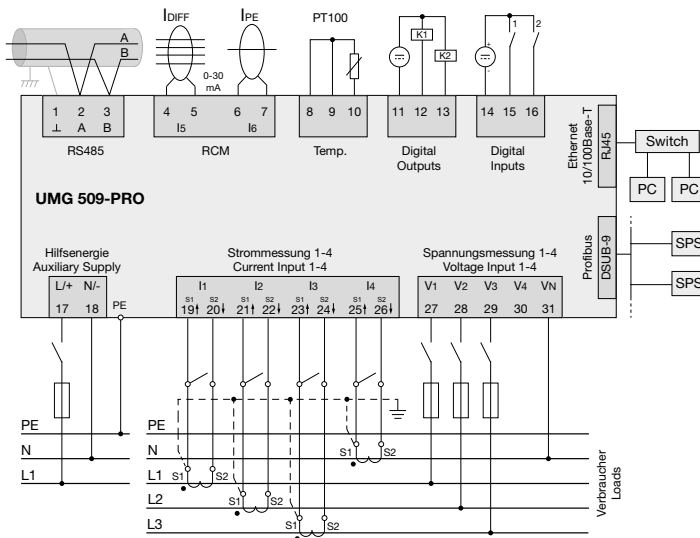 IDIFF
IPE
PT100
A
B
0-30
mA
K1
K2
+
-
1 2
1 2 3
⊥ A B
4 5
I5
6 7
I6
8 9 10
11 12 13
14 15 16
RS485
RCM
Temp.
Digital
Outputs
Digital
Inputs
Ethernet
10/100Base-T
RJ45
Switch
PC
PC
UMG 509-PRO
Profibus
DSUB-9
SPS
SPS
Hilfsenergie
Auxiliary Supply
L/+ N/-
17 18
PE
Strommessung 1-4
Current Input 1-4
I1 I2 I3 I4
S1 S2 S1 S2 S1 S2 S1 S2
19 20 21 22 23 24 25 26
Spannungsmessung 1-4
Voltage Input 1-4
V1 V2 V3 V4 VN
27 28 29 30 31
PE
N
L1
PE
N
S1 S2
L1
S1 S2
L2
S1 S2
L3
S1 S2
Verbraucher
Loads